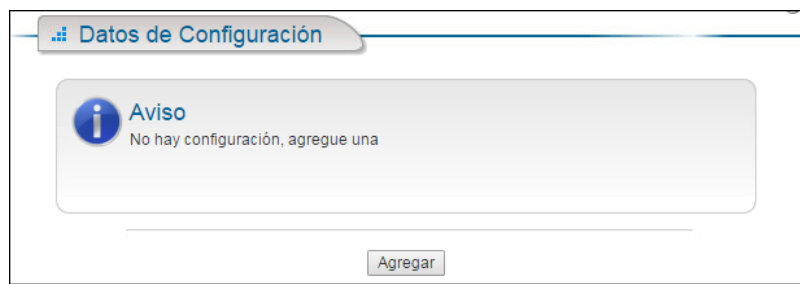 Datos de Configuración
Aviso
No hay configuración, agregue una
Agregar